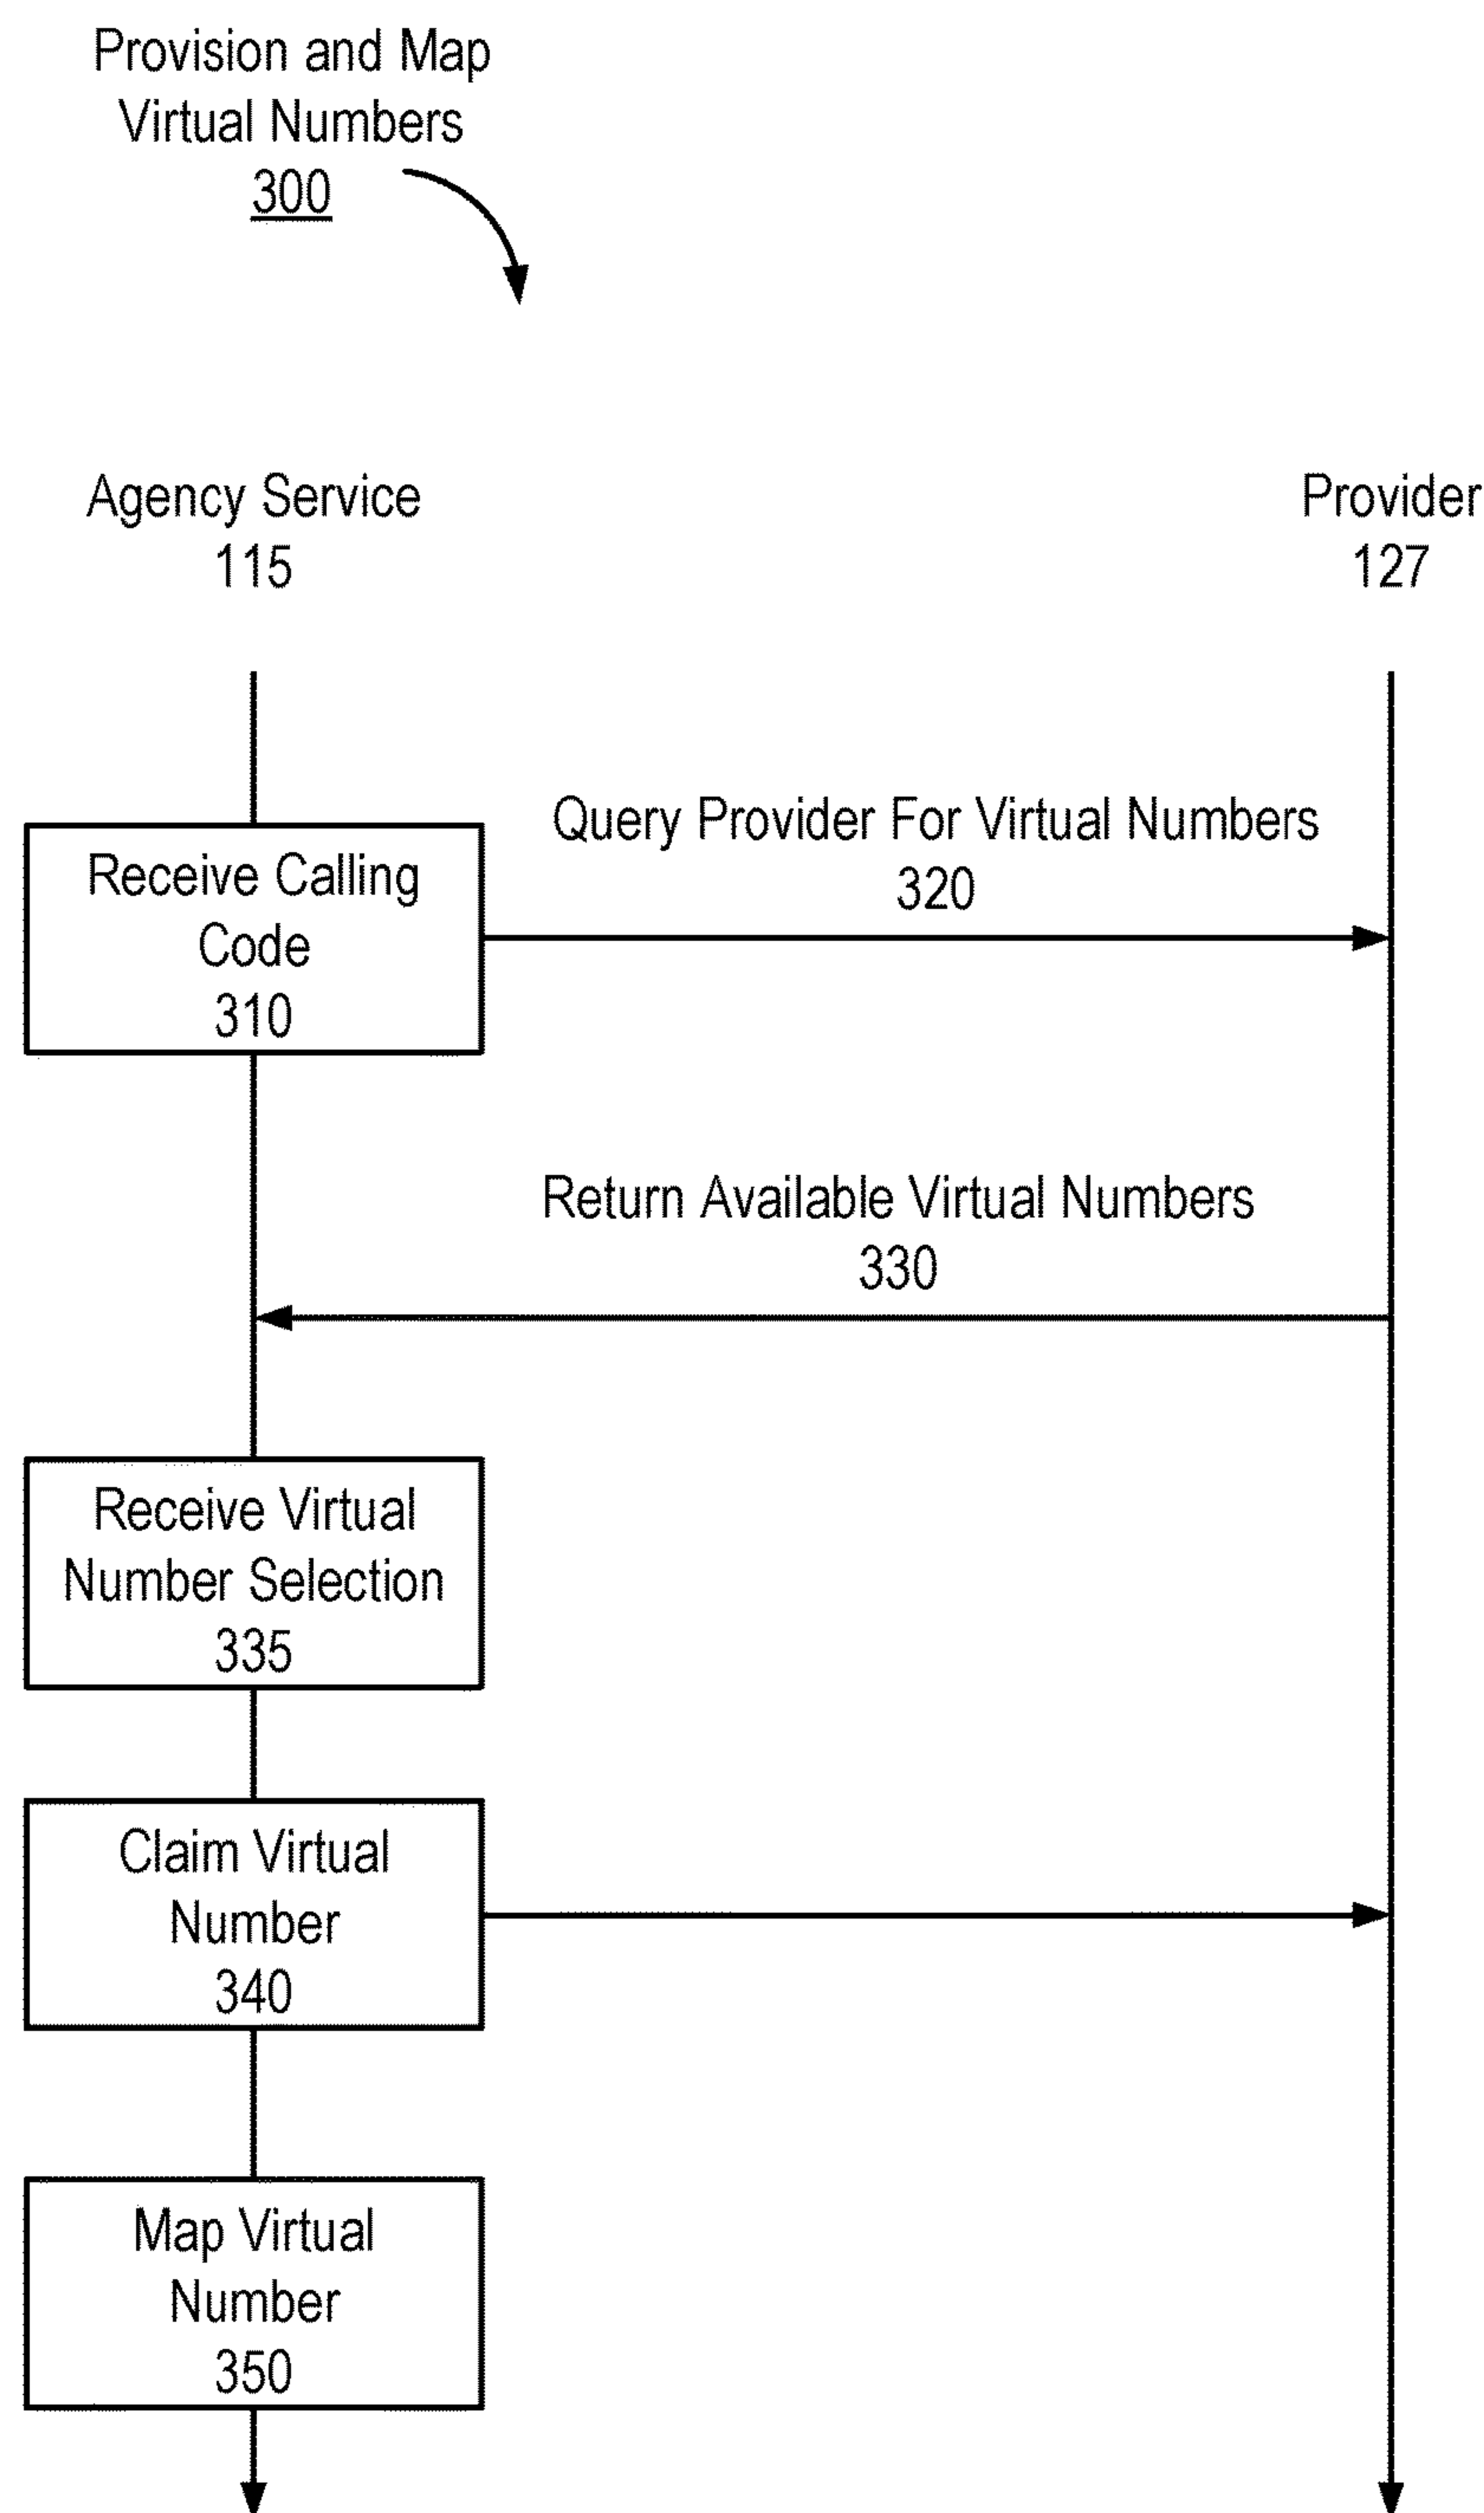 Provision and Map
Virtual Numbers
300
Agency Service
115
Provider
127
Query Provider For Virtual Numbers
320
Receive Calling
Code
310
Return Available Virtual Numbers
330
Receive Virtual
Number Selection
335
Claim Virtual
Number
340
Map Virtual
Number
350